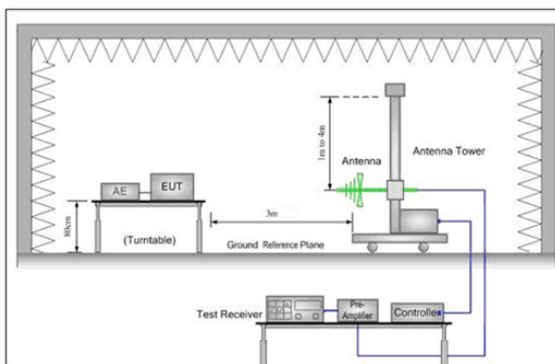 1m to 4m
Antenna
Antenna Tower
AE
EUT
80cm
(Turntable)
3m
Ground Reference Plane
Test Receiver
Pre-
Amplifier
Controller